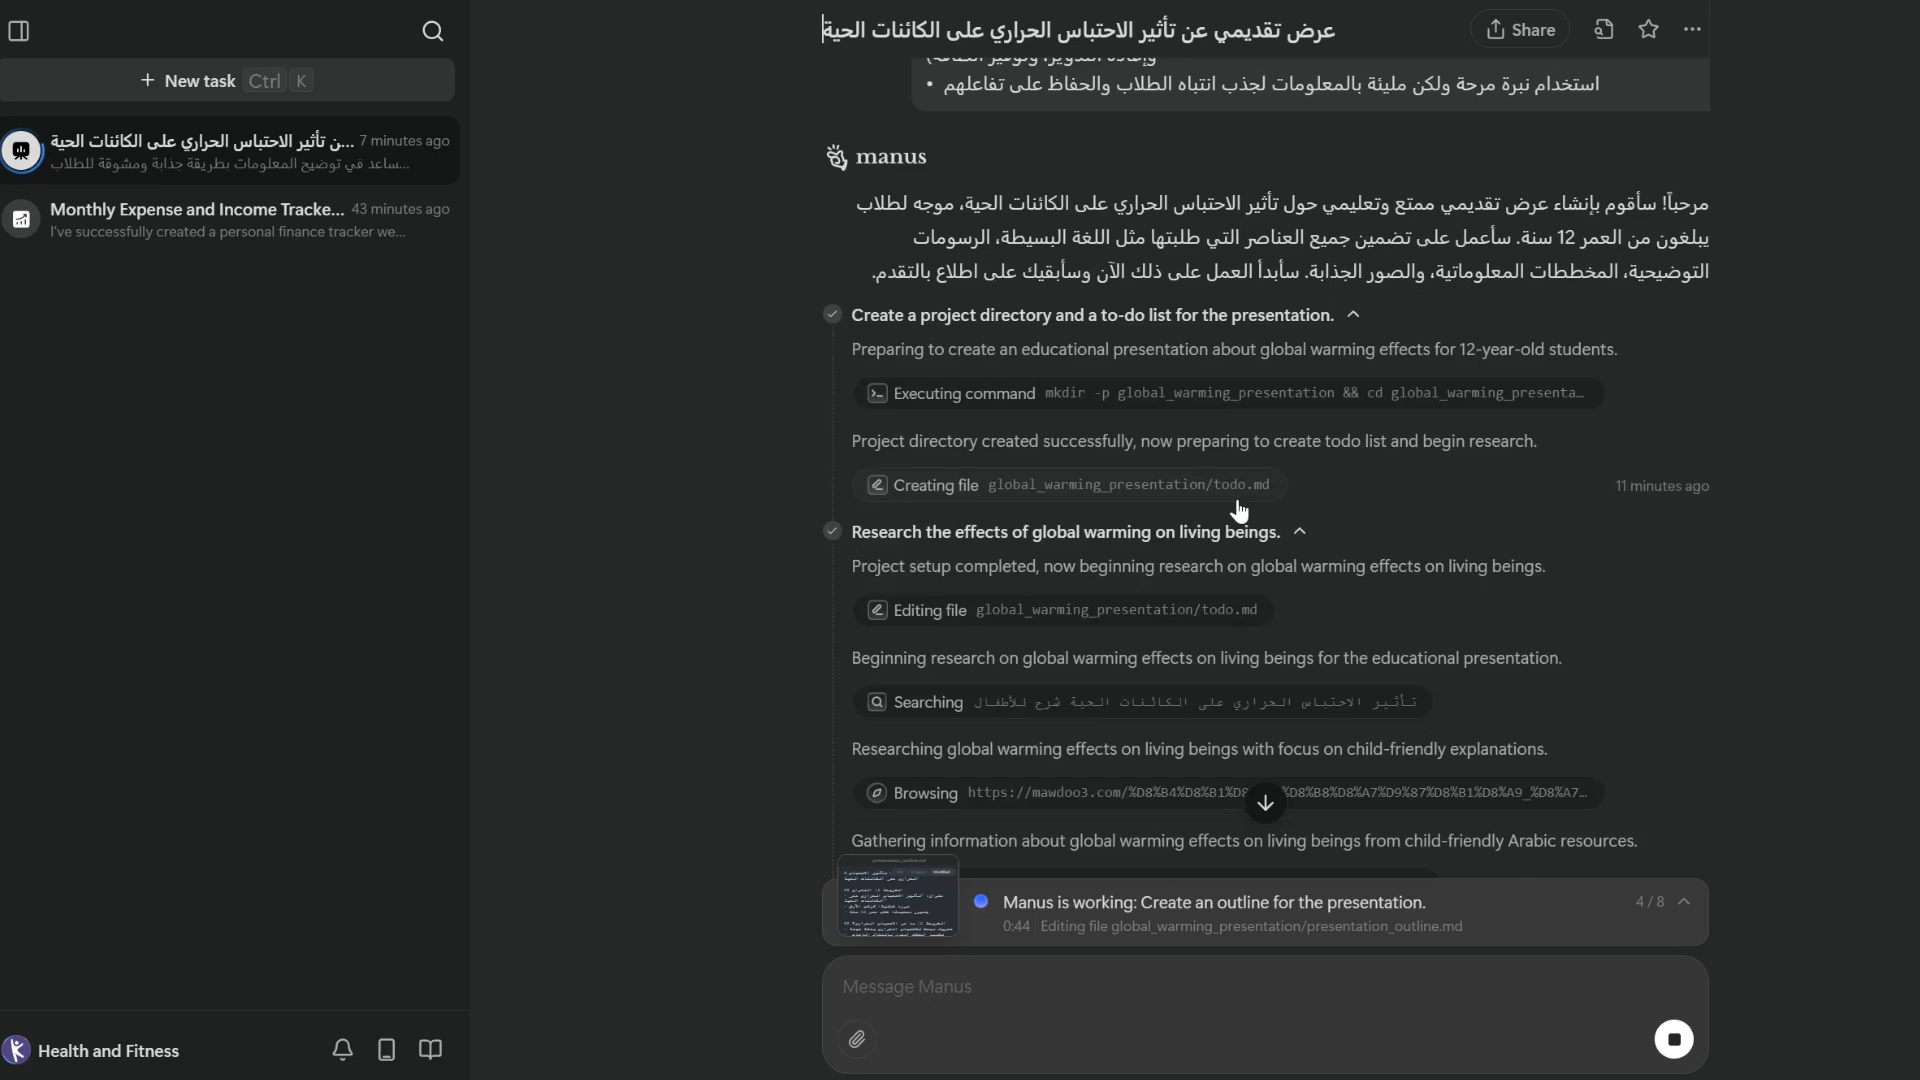 New task Ctrl K
...ن تأثير الاحتباس الحراري على الكائنات الحية 7 minutes ago
...ساعد في توضيح المعلومات بطريقة جذابة ومشوقة للطلاب
Monthly Expense and Income Tracke... 43 minutes ago
I've successfully created a personal finance tracker we...
Health and Fitness
عرض تقديمي عن تأثير الاحتباس الحراري على الكائنات الحية
Share
• استخدام نبرة مرحة ولكن مليئة بالمعلومات لجذب انتباه الطلاب والحفاظ على تفاعلهم
manus
مرحباً! سأقوم بإنشاء عرض تقديمي ممتع وتعليمي حول تأثير الاحتباس الحراري على الكائنات الحية، موجه لطلاب
يبلغون من العمر 12 سنة. سأعمل على تضمين جميع العناصر التي طلبتها مثل اللغة البسيطة، الرسومات
التوضيحية، المخططات المعلوماتية، والصور الجذابة. سأبدأ العمل على ذلك الآن وسأبقيك على اطلاع بالتقدم.
Create a project directory and a to-do list for the presentation.
Preparing to create an educational presentation about global warming effects for 12-year-old students.
Executing command mkdir -p global_warming_presentation && cd global_warming_presenta...
Project directory created successfully, now preparing to create todo list and begin research.
Creating file global_warming_presentation/todo.md
11 minutes ago
Research the effects of global warming on living beings.
Project setup completed, now beginning research on global warming effects on living beings.
Editing file global_warming_presentation/todo.md
Beginning research on global warming effects on living beings for the educational presentation.
Searching تأثير الاحتباس الحراري على الكائنات الحية شرح للأطفال
Researching global warming effects on living beings with focus on child-friendly explanations.
Browsing https://mawdoo3.com/%D8%B4%D8%B1%D8 %D8%B8%D8%A7%D9%87%D8%B1%D8%A9_%D8%A7...
Gathering information about global warming effects on living beings from child-friendly Arabic resources.
Manus is working: Create an outline for the presentation.
4 / 8
0:44 Editing file global_warming_presentation/presentation_outline.md
Message Manus